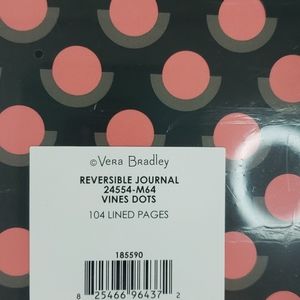 ©Vera Bradley
REVERSIBLE JOURNAL
24554-M64
VINES DOTS
104 LINED PAGES
185590
8 25466 96437 2